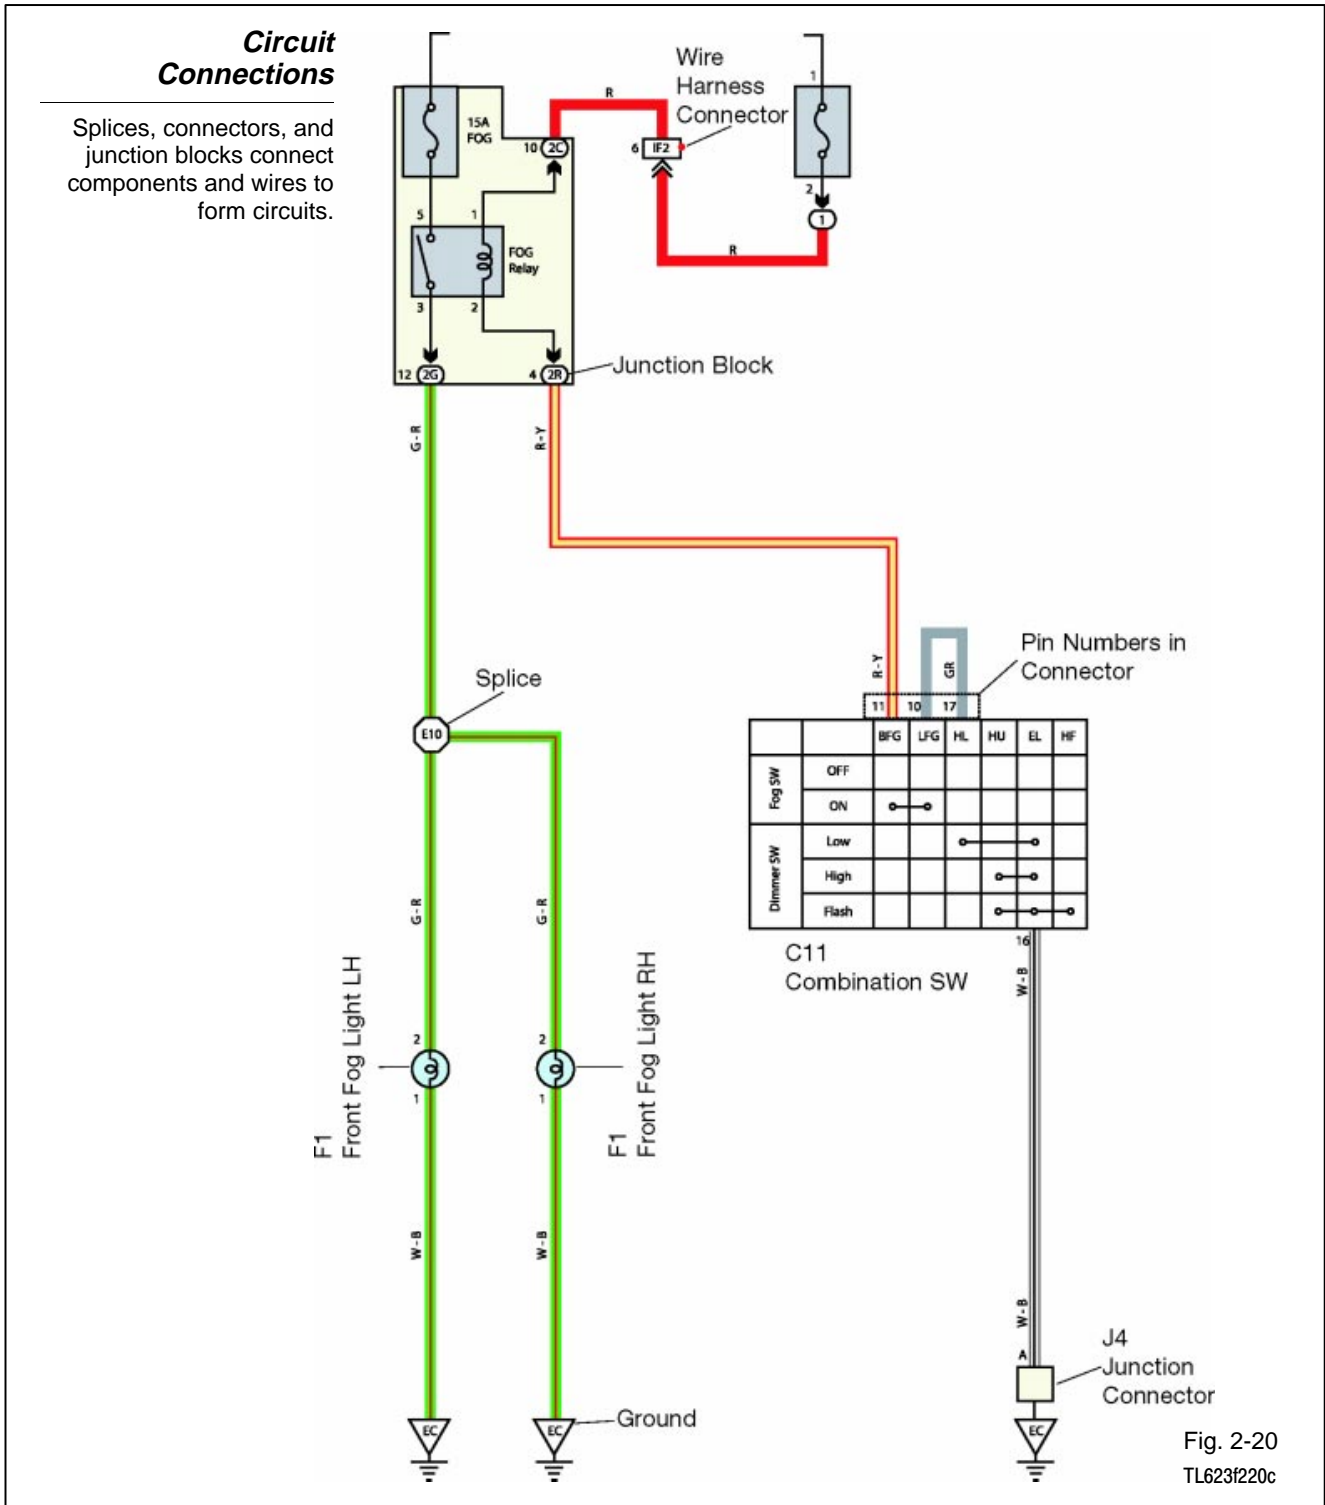 Circuit
Connections
Splices, connectors, and
junction blocks connect
components and wires to
form circuits.
15A
FOG
10 2C
R
6 IF2
Wire
Harness
Connector
1
2
1
R
5 1
FOG
Relay
3 2
12 2G
4 2R
Junction Block
G-R
R-Y
Splice
E10
R-Y
GR
Pin Numbers in
Connector
11 10 17
BFG LFG HL HU EL HF
Fog SW
OFF
ON
Dimmer SW
Low
High
Flash
16
C11
Combination SW
W-B
G-R
G-R
2
1
F1
Front Fog Light LH
2
1
F1
Front Fog Light RH
W-B
W-B
W-B
A
J4
Junction
Connector
EC
EC
Ground
EC
Fig. 2-20
TL623f220c